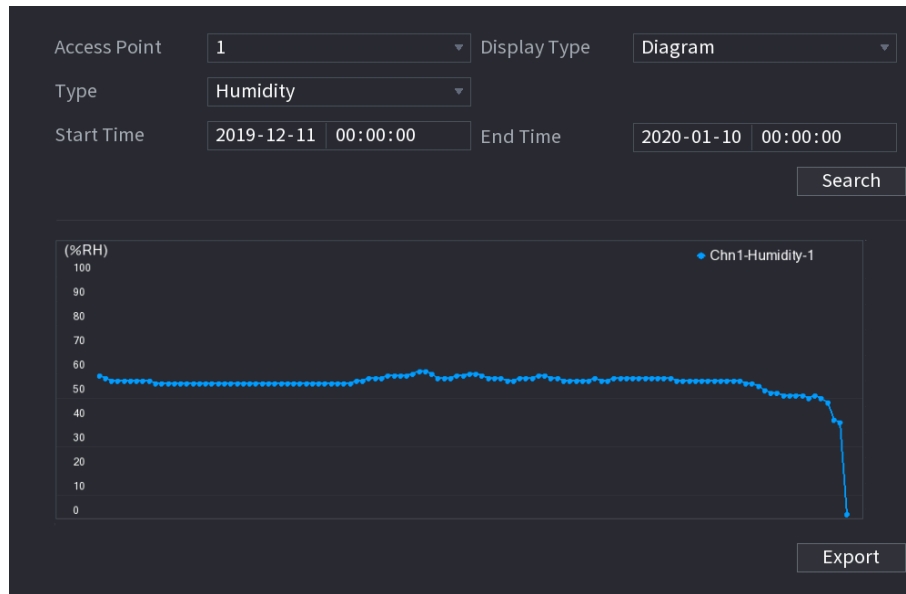 Access Point 1 Display Type Diagram
Type Humidity
Start Time 2019-12-11 00:00:00 End Time 2020-01-10 00:00:00
Search
(%RH) Chn1-Humidity-1
100
90
80
70
60
50
40
30
20
10
0
Export